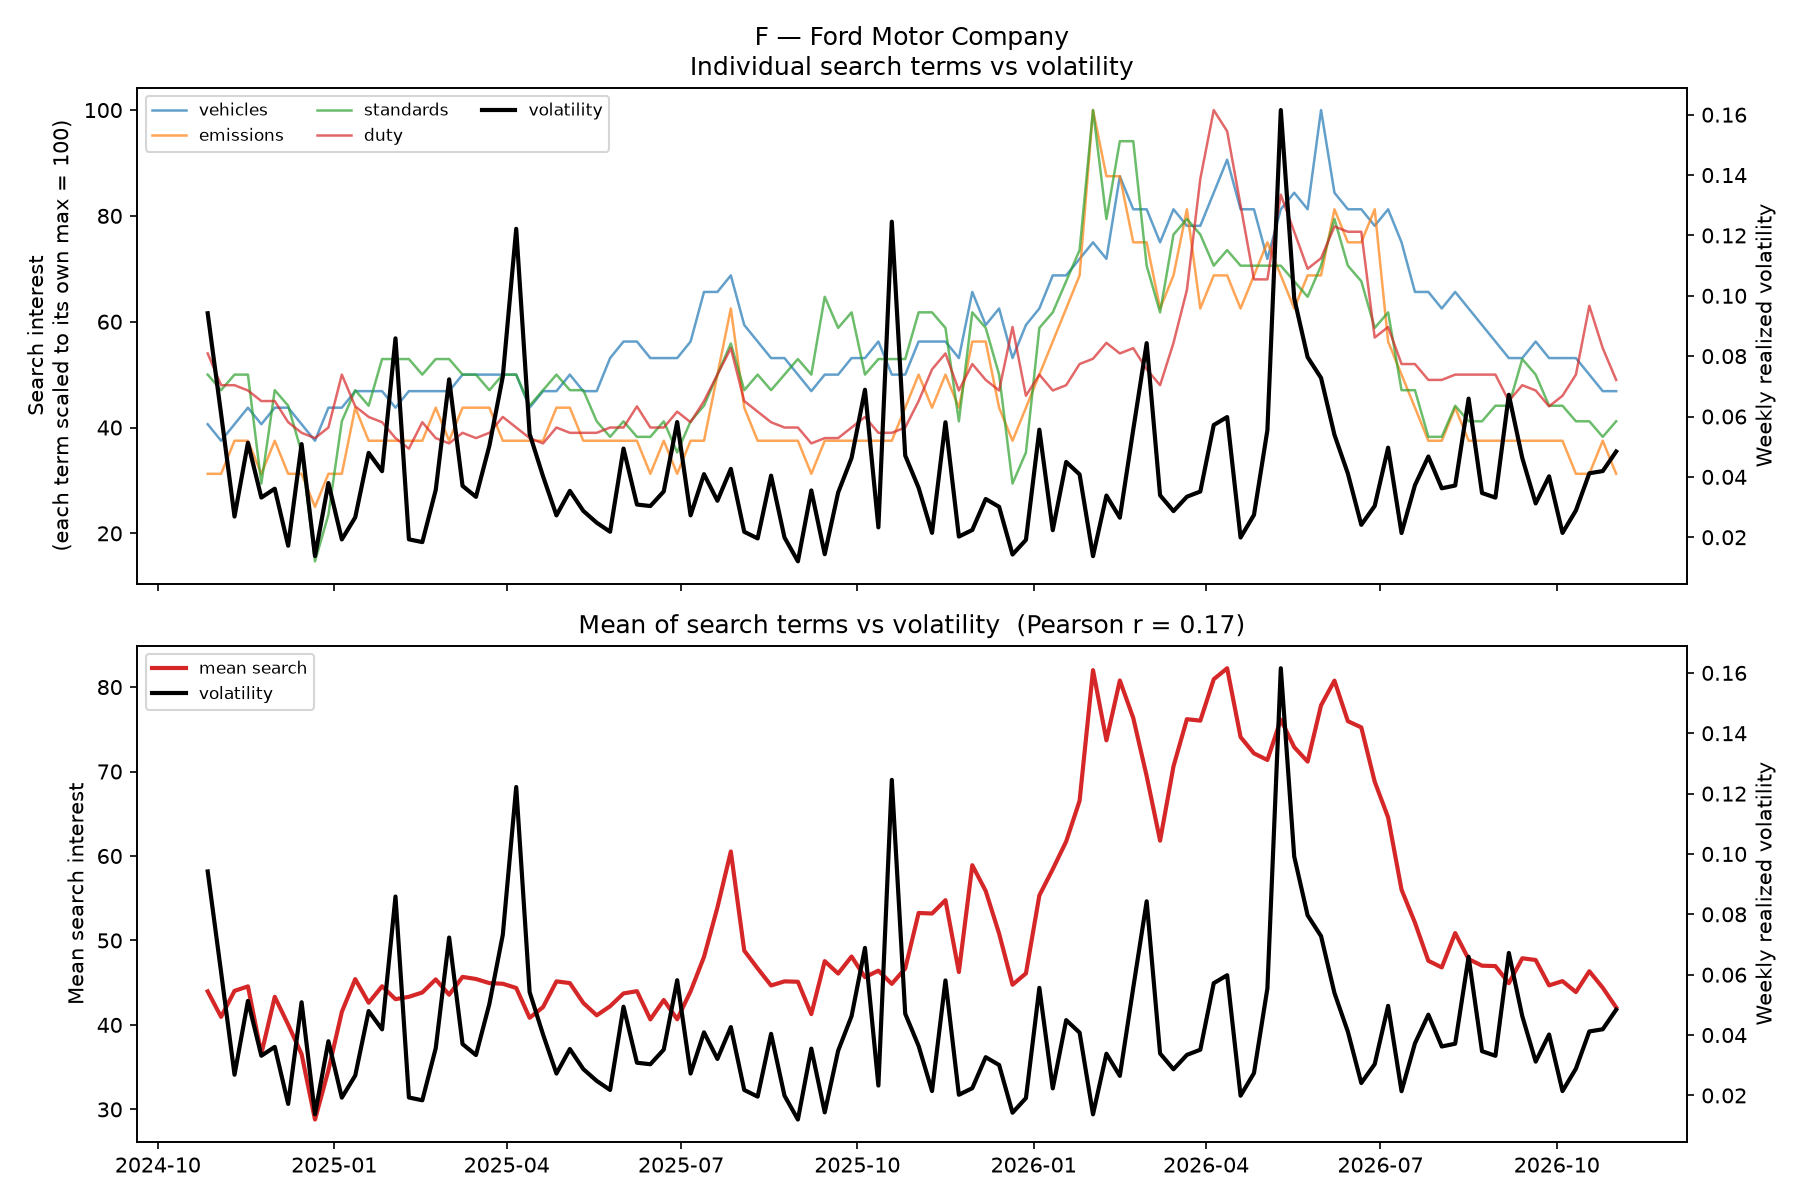 F — Ford Motor Company
Individual search terms vs volatility
vehicles
emissions
standards
duty
volatility
Search interest
(each term scaled to its own max = 100)
100
80
60
40
20
Weekly realized volatility
0.16
0.14
0.12
0.10
0.08
0.06
0.04
0.02
Mean of search terms vs volatility  (Pearson r = 0.17)
mean search
volatility
Mean search interest
80
70
60
50
40
30
Weekly realized volatility
0.16
0.14
0.12
0.10
0.08
0.06
0.04
0.02
2024-10
2025-01
2025-04
2025-07
2025-10
2026-01
2026-04
2026-07
2026-10